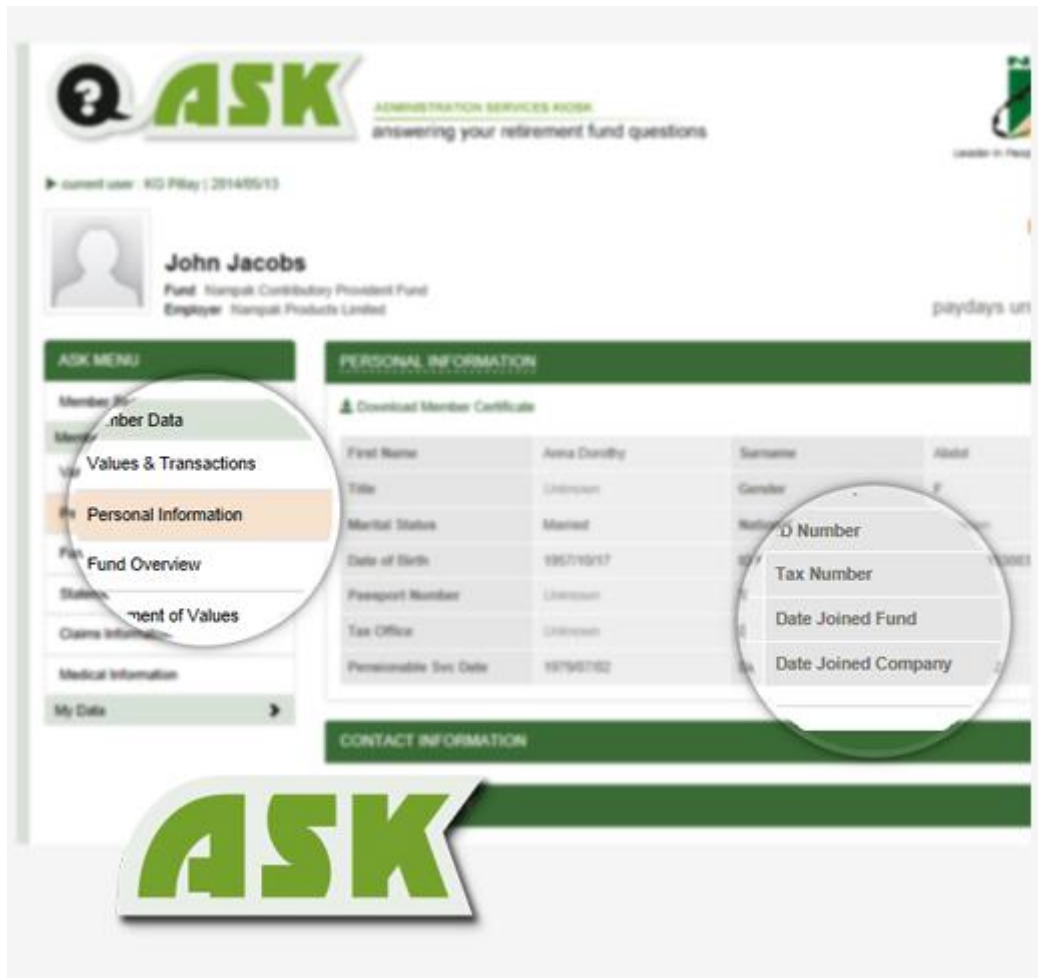 ? ASK
ADMINISTRATION SERVICES KIOSK
answering your retirement fund questions
current user : KG Pillay | 2014/05/13
John Jacobs
Fund Nampak Contributory Provident Fund
Employer Nampak Products Limited
paydays un
ASK MENU
Member
mber Data
Values & Transactions
Personal Information
Fund Overview
ment of Values
Claims Information
Medical Information
My Data
PERSONAL INFORMATION
Download Member Certificate
First Name Anna Dorothy Surname Abdol
Title Unknown Gender F
Marital Status Married
Date of Birth 1957/10/17
Passport Number Unknown
Tax Office Unknown
Pensionable Svc Date 1979/07/02
D Number
Tax Number
Date Joined Fund
Date Joined Company
CONTACT INFORMATION
ASK